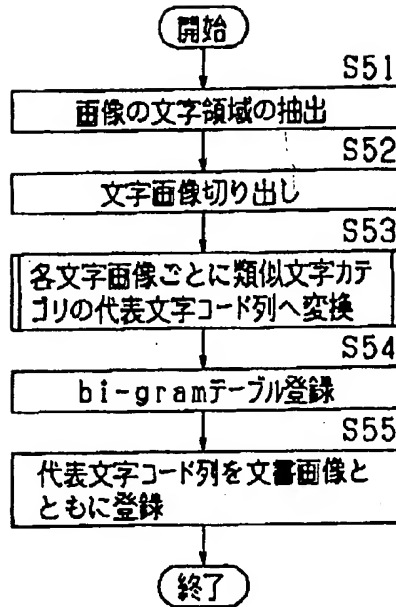 開始
S51
画像の文字領域の抽出
S52
文字画像切り出し
S53
各文字画像ごとに類似文字カテ
ゴリの代表文字コード列へ変換
S54
bi-gramテーブル登録
S55
代表文字コード列を文書画像と
ともに登録
終了